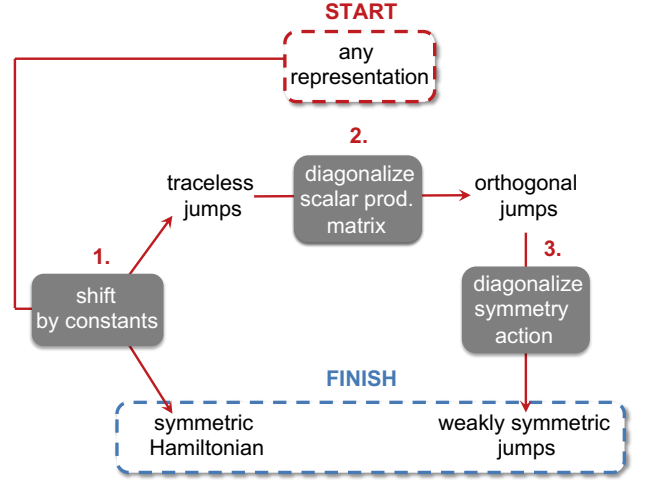 START
any
representation
2.
traceless
jumps
diagonalize
scalar prod.
matrix
orthogonal
jumps
1.
shift
by constants
3.
diagonalize
symmetry
action
FINISH
symmetric
Hamiltonian
weakly symmetric
jumps